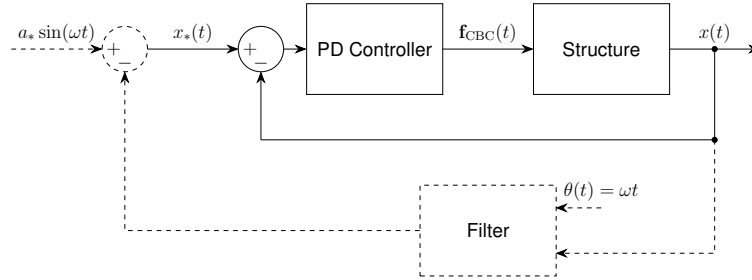 a∗ sin(ωt)
+
−
x∗(t)
+
−
PD Controller
f_CBC(t)
Structure
x(t)
θ(t) = ωt
Filter